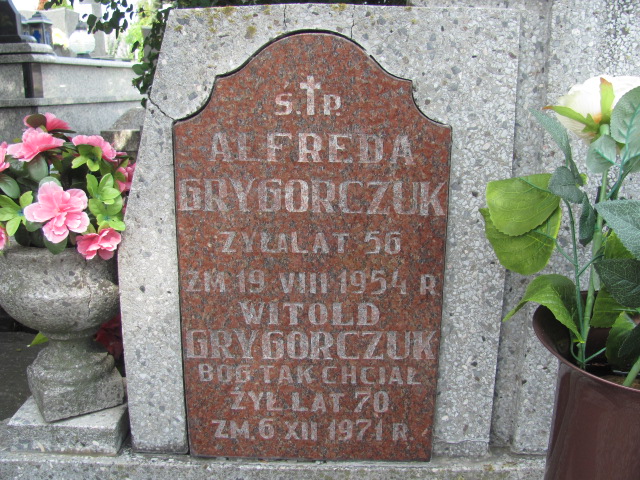 Ś.†P.
ALFREDA
GRYGORCZUK
ŻYŁA LAT 56
ZM 19 VIII 1954 R
WITOLD
GRYGORCZUK
BÓG TAK CHCIAŁ
ŻYŁ LAT 70
ZM. 6 XII 1971 R.